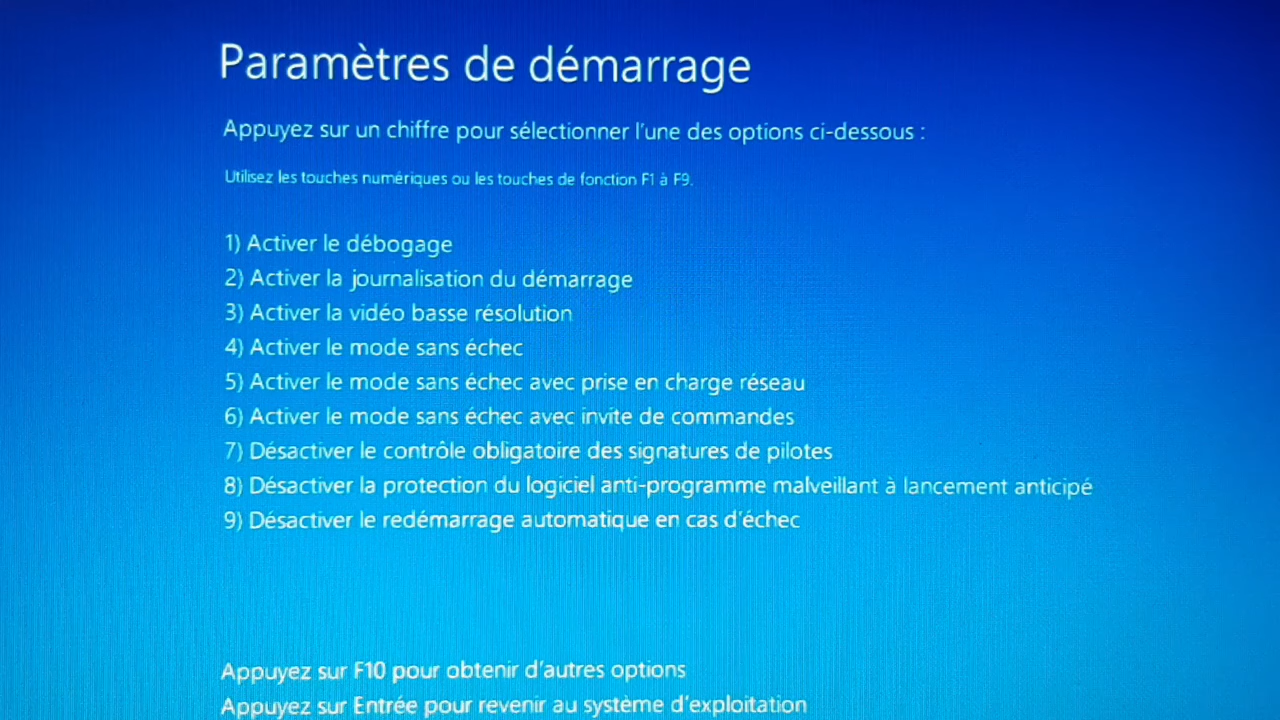 Paramètres de démarrage
Appuyez sur un chiffre pour sélectionner l'une des options ci-dessous :
Utilisez les touches numériques ou les touches de fonction F1 à F9.
1) Activer le débogage
2) Activer la journalisation du démarrage
3) Activer la vidéo basse résolution
4) Activer le mode sans échec
5) Activer le mode sans échec avec prise en charge réseau
6) Activer le mode sans échec avec invite de commandes
7) Désactiver le contrôle obligatoire des signatures de pilotes
8) Désactiver la protection du logiciel anti-programme malveillant à lancement anticipé
9) Désactiver le redémarrage automatique en cas d'échec
Appuyez sur F10 pour obtenir d'autres options
Appuyez sur Entrée pour revenir au système d'exploitation